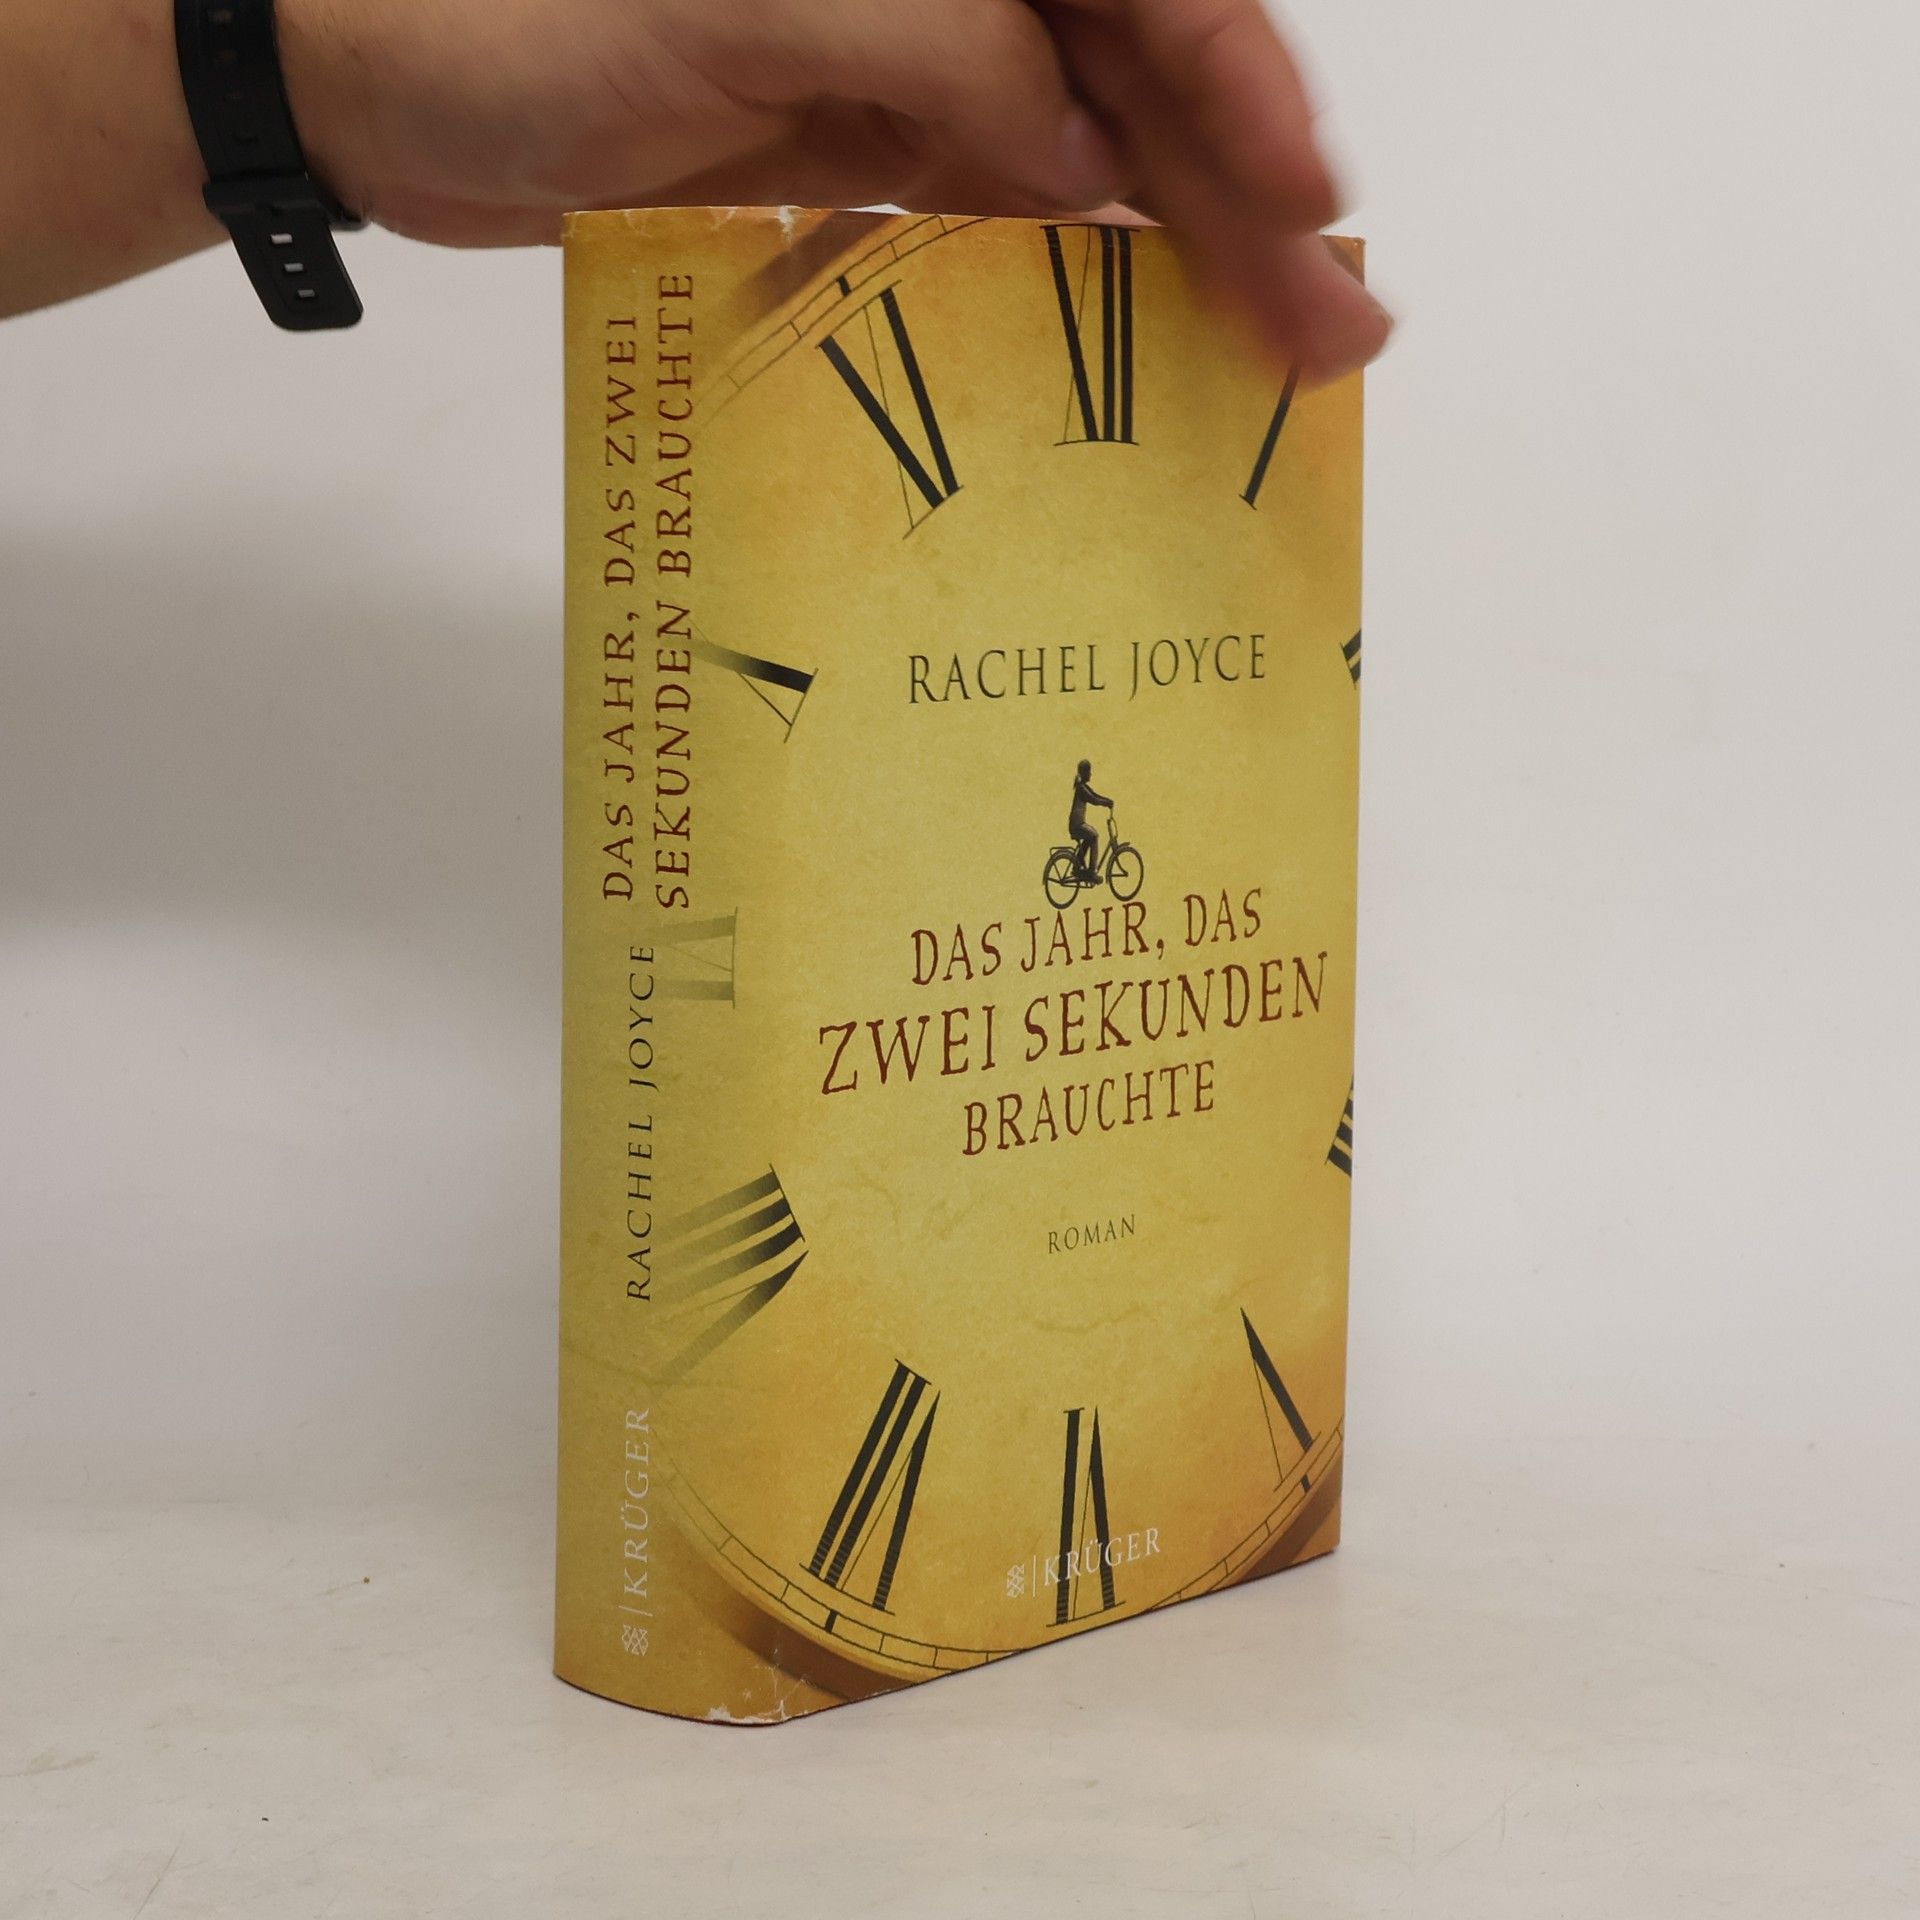 DAS JAHR, DAS ZWEI
SEKUNDEN BRAUCHTE
RACHEL JOYCE
KRÜGER
RACHEL JOYCE
DAS JAHR, DAS
ZWEI SEKUNDEN
BRAUCHTE
ROMAN
KRÜGER